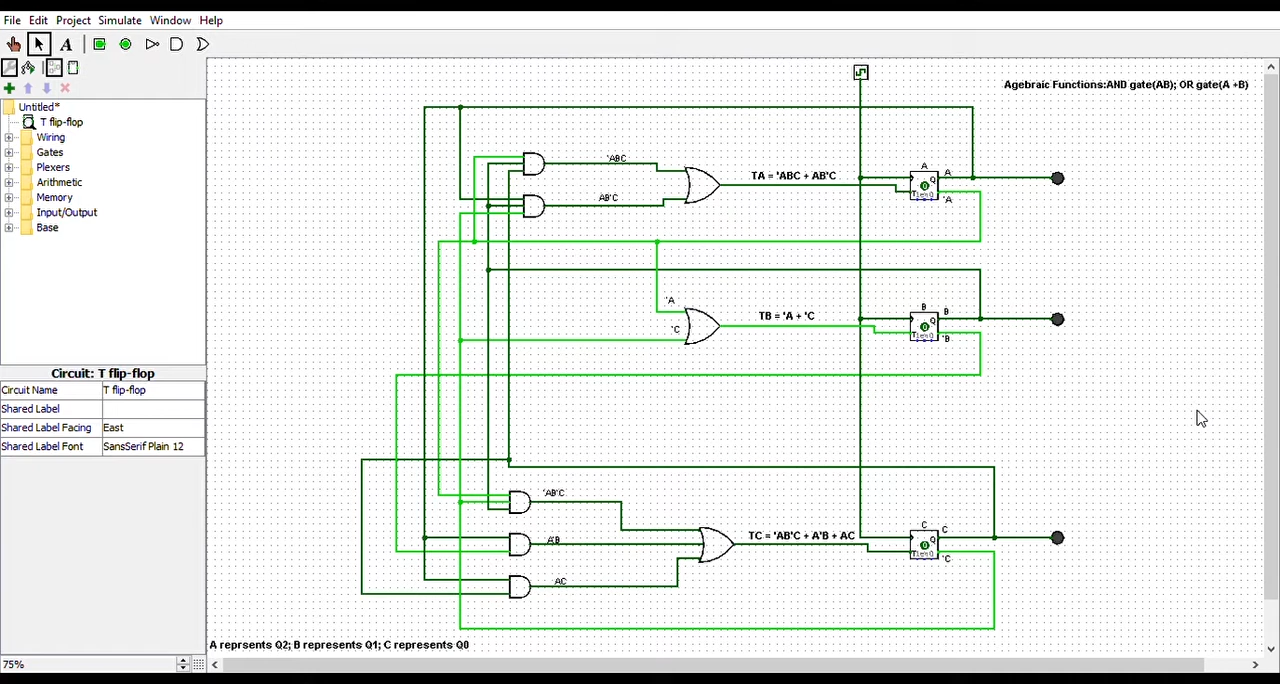 File Edit Project Simulate Window Help
A
Agebraic Functions:AND gate(AB); OR gate(A +B)
Untitled*
T flip-flop
Wiring
Gates
Plexers
Arithmetic
Memory
Input/Output
Base
Circuit: T flip-flop
Circuit Name T flip-flop
Shared Label
Shared Label Facing East
Shared Label Font SansSerif Plain 12
75%
'ABC
AB'C
TA = 'ABC + AB'C
A
Q
A
0
'A
'A
'C
TB = 'A + 'C
B
Q
B
0
'B
'AB'C
A'B
AC
TC = 'AB'C + A'B + AC
C
Q
C
0
'C
A reprsents Q2; B represents Q1; C represents Q0